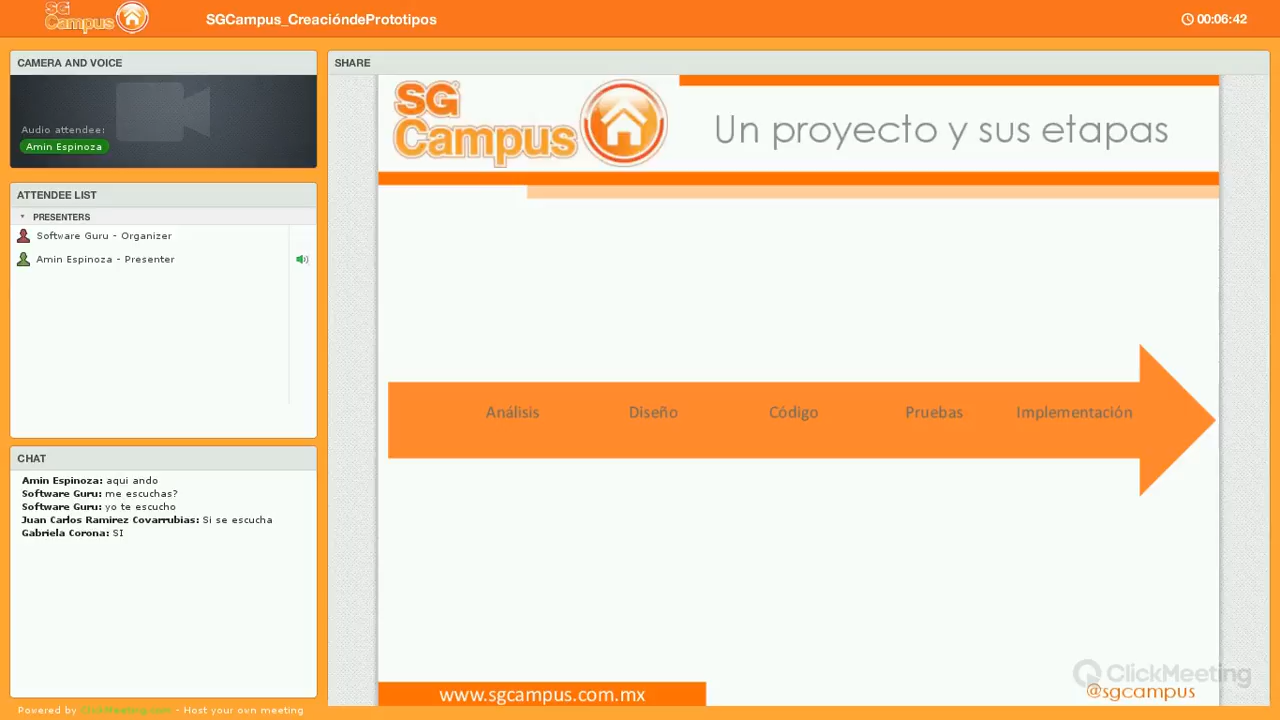 SG Campus
SGCampus_CreacióndePrototipos
00:06:42
CAMERA AND VOICE
Audio attendee:
Amin Espinoza
ATTENDEE LIST
PRESENTERS
Software Guru - Organizer
Amin Espinoza - Presenter
CHAT
Amin Espinoza: aqui ando
Software Guru: me escuchas?
Software Guru: yo te escucho
Juan Carlos Ramirez Covarrubias: Si se escucha
Gabriela Corona: SI
Powered by ClickMeeting.com - Host your own meeting
SHARE
SG
Campus
Un proyecto y sus etapas
Análisis Diseño Código Pruebas Implementación
www.sgcampus.com.mx
ClickMeeting
@sgcampus